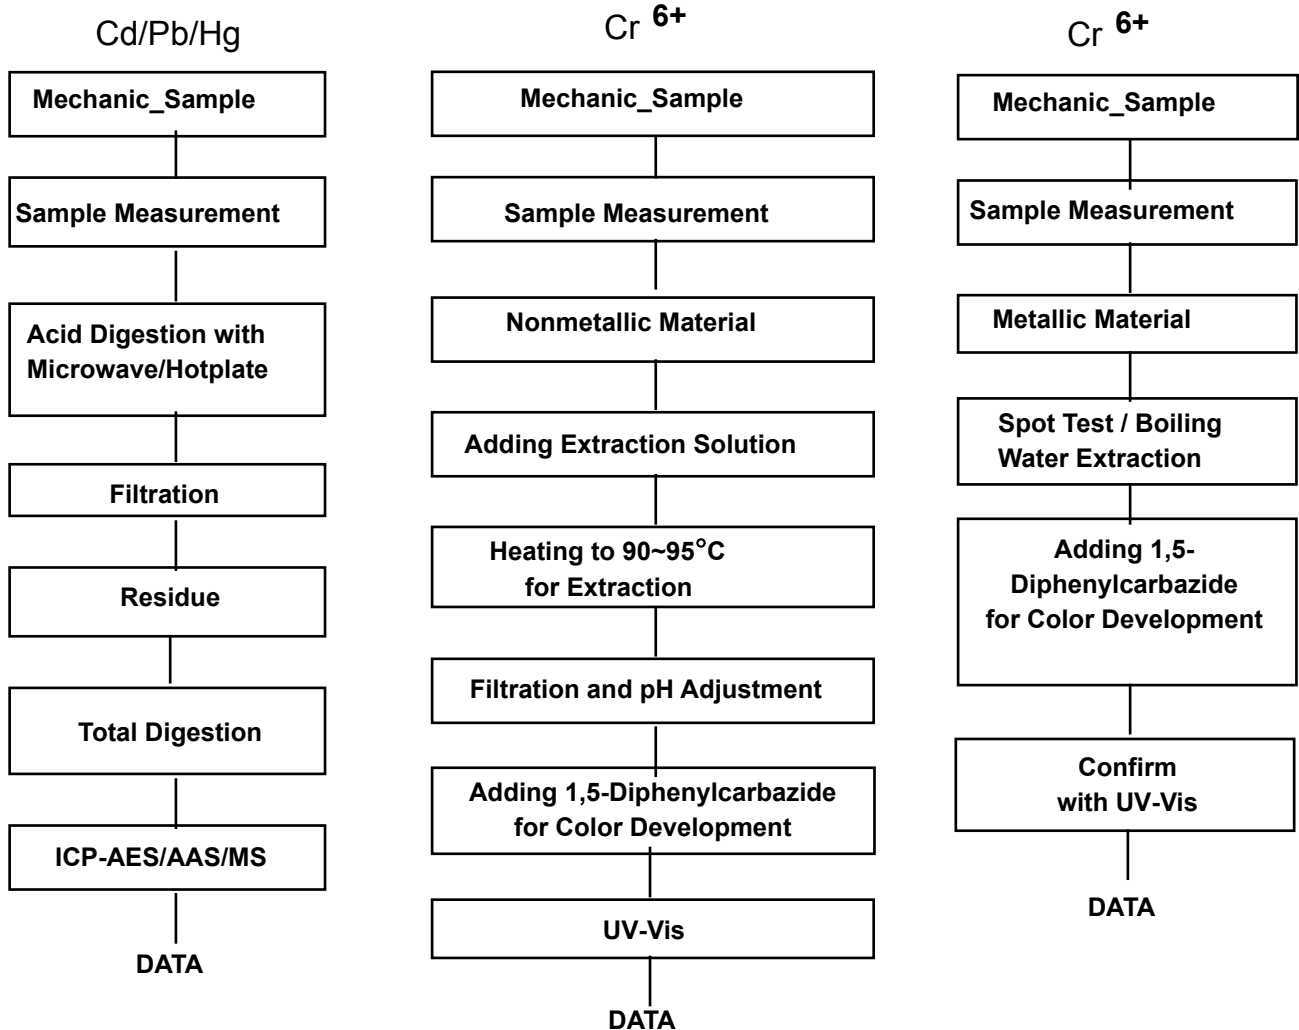 Cd/Pb/Hg
Mechanic_Sample
Sample Measurement
Acid Digestion with
Microwave/Hotplate
Filtration
Residue
Total Digestion
ICP-AES/AAS/MS
DATA
Cr 6+
Mechanic_Sample
Sample Measurement
Nonmetallic Material
Adding Extraction Solution
Heating to 90~95°C
for Extraction
Filtration and pH Adjustment
Adding 1,5-Diphenylcarbazide
for Color Development
UV-Vis
DATA
Cr 6+
Mechanic_Sample
Sample Measurement
Metallic Material
Spot Test / Boiling
Water Extraction
Adding 1,5-
Diphenylcarbazide
for Color Development
Confirm
with UV-Vis
DATA